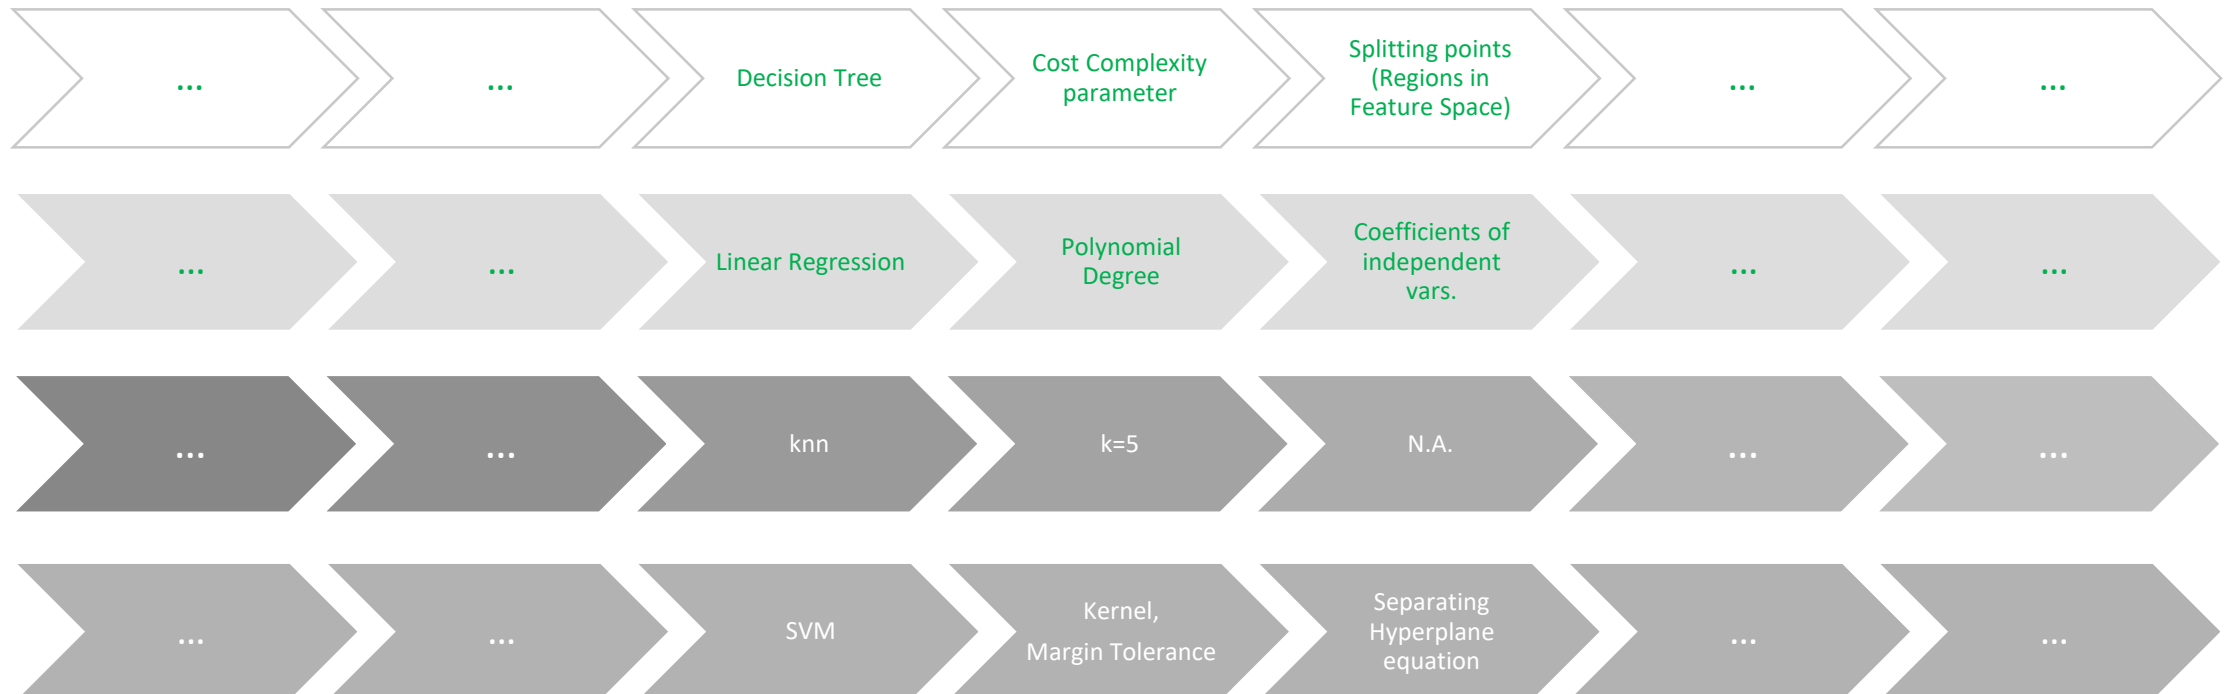 ...
...
Decision Tree
Cost Complexity
parameter
Splitting points
(Regions in
Feature Space)
...
...
...
...
Linear Regression
Polynomial
Degree
Coefficients of
independent
vars.
...
...
...
...
knn
k=5
N.A.
...
...
...
...
SVM
Kernel,
Margin Tolerance
Separating
Hyperplane
equation
...
...